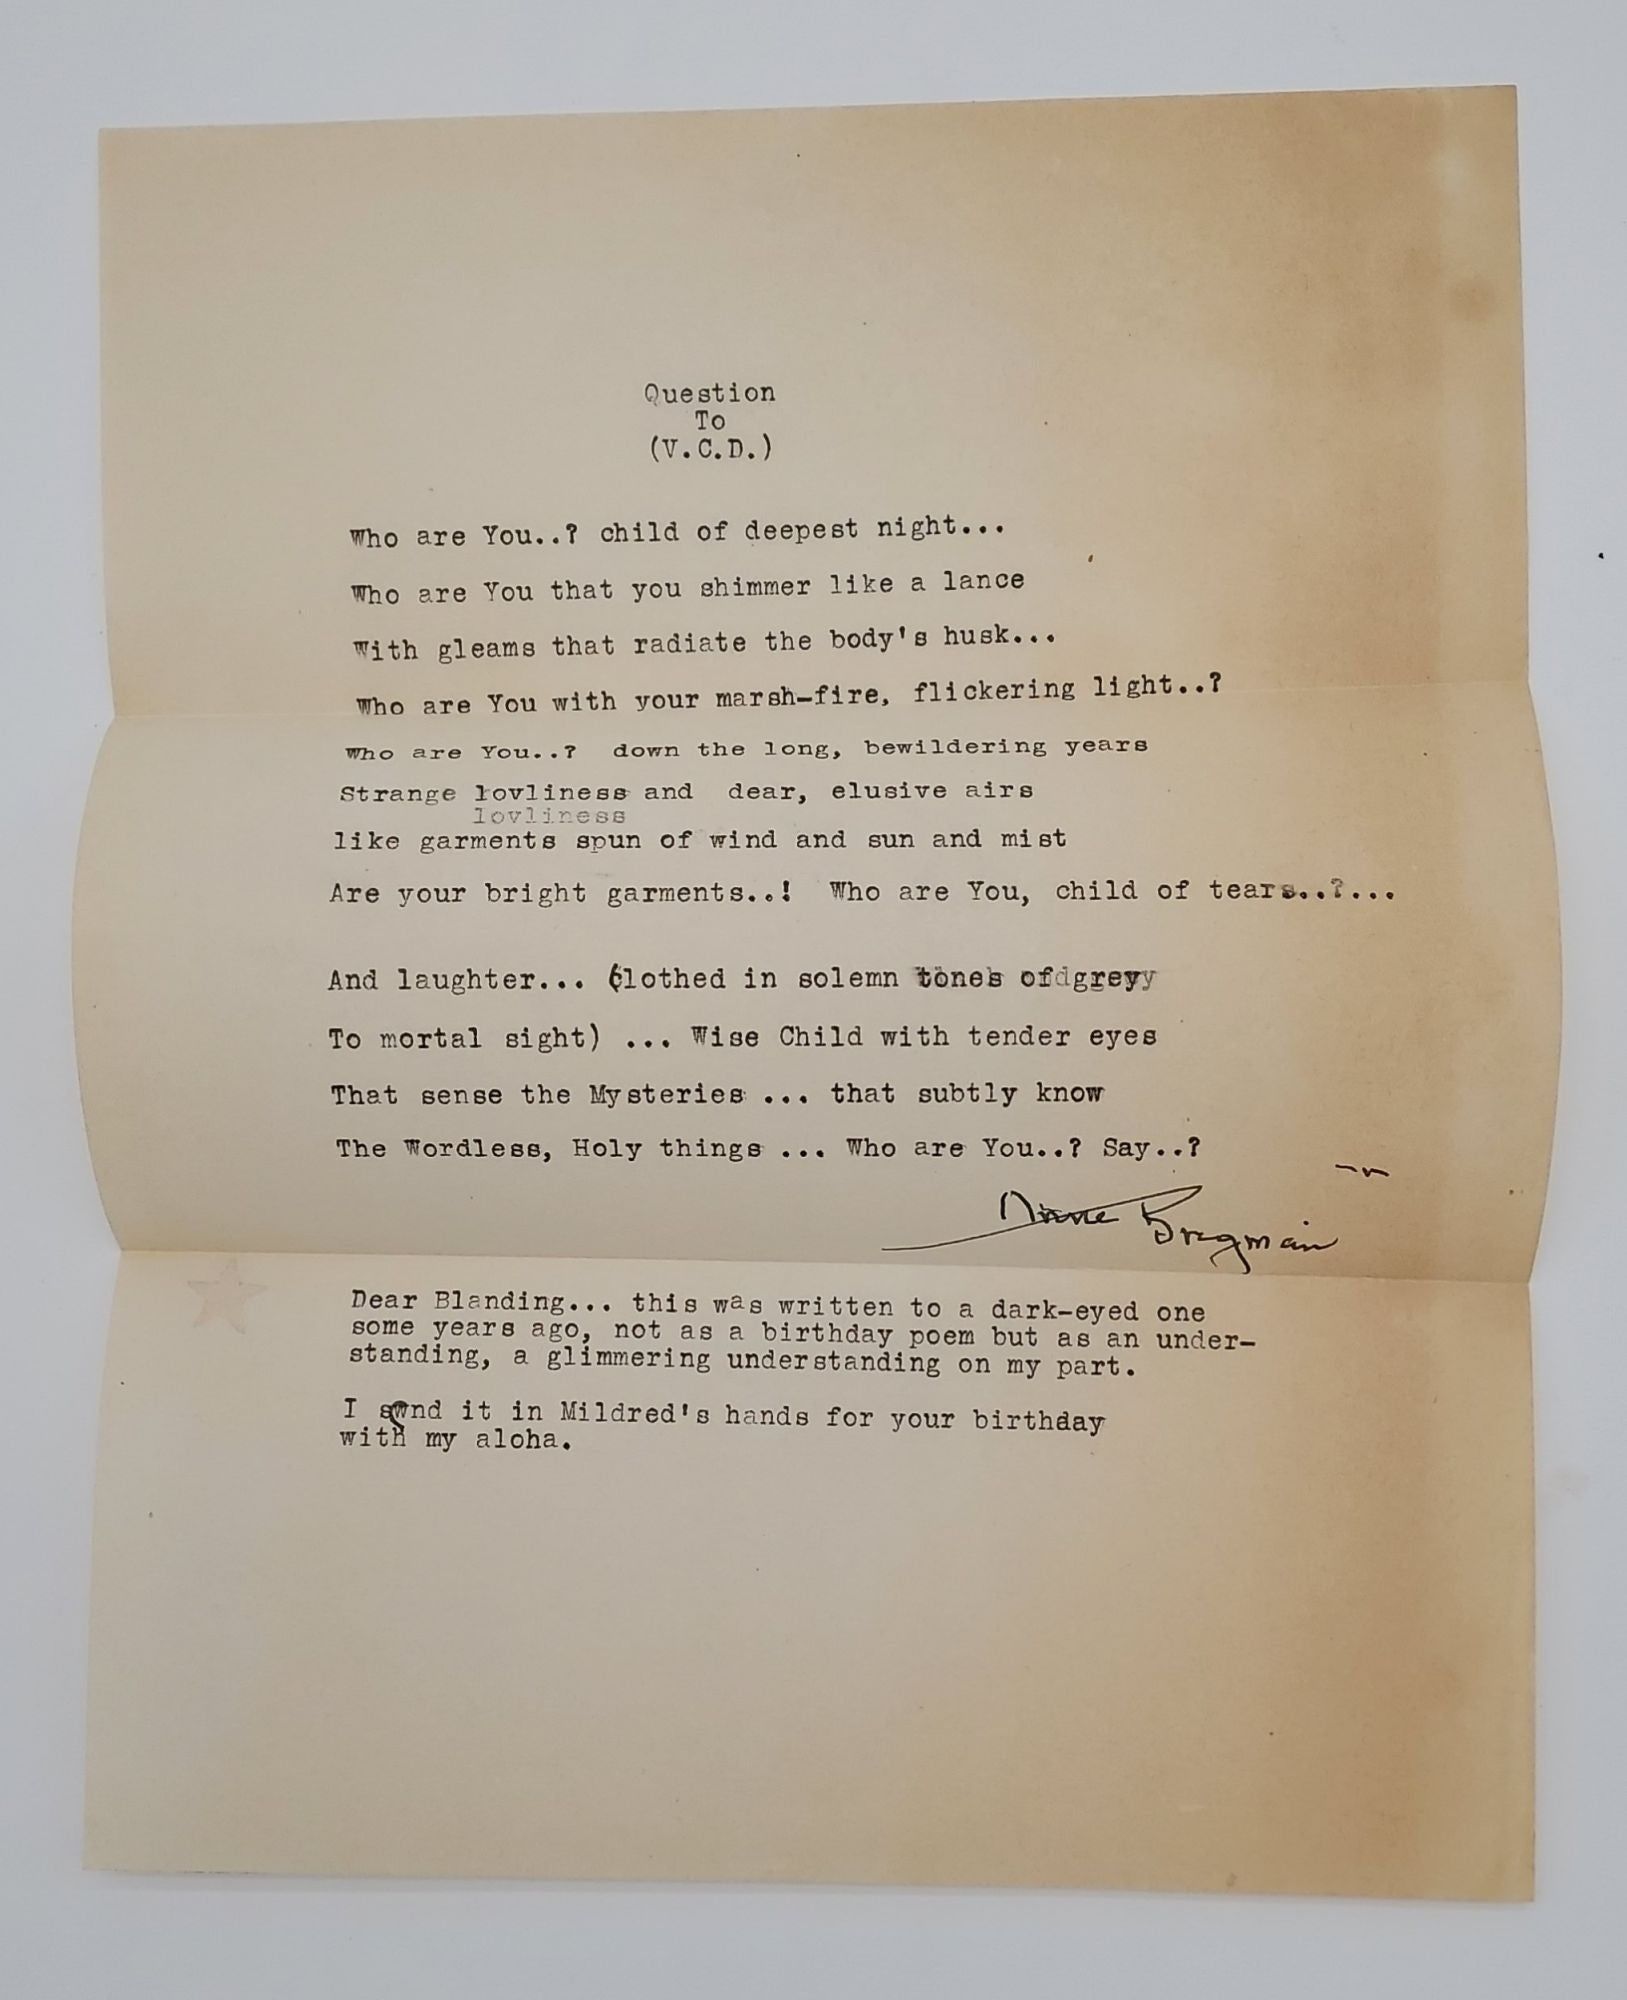 Question
To
(V.C.D.)
Who are You..? child of deepest night...
Who are You that you shimmer like a lance
With gleams that radiate the body's husk...
Who are You with your marsh-fire, flickering light..?
Who are You..? down the long, bewildering years
Strange lovliness and dear, elusive airs
lovliness
like garments spun of wind and sun and mist
Are your bright garments..! Who are You, child of tears..?...
And laughter... (lothed in solemn tones of greyy
To mortal sight) ... Wise Child with tender eyes
That sense the Mysteries ... that subtly know
The Wordless, Holy things ... Who are You..? Say..?
Bregman
Dear Blanding... this was written to a dark-eyed one
some years ago, not as a birthday poem but as an under-
standing, a glimmering understanding on my part.
I send it in Mildred's hands for your birthday
with my aloha.